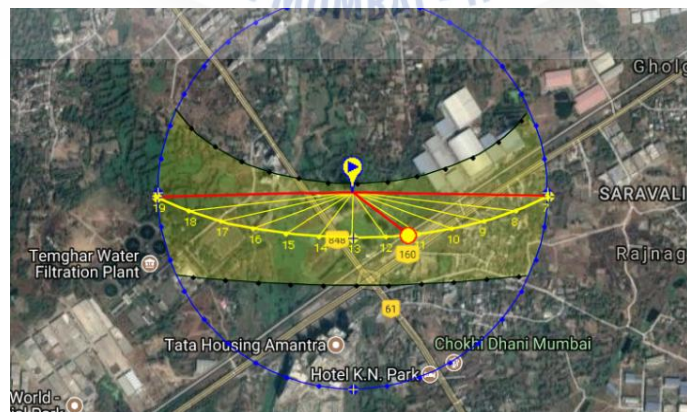 Gholg
SARAVALI
19
18
17
16
15
14
13
12
11
10
9
8
848
160
Temghar Water
Filtration Plant
Rajnag
61
Tata Housing Amantra
Chokhi Dhani Mumbai
Hotel K.N. Park
World -